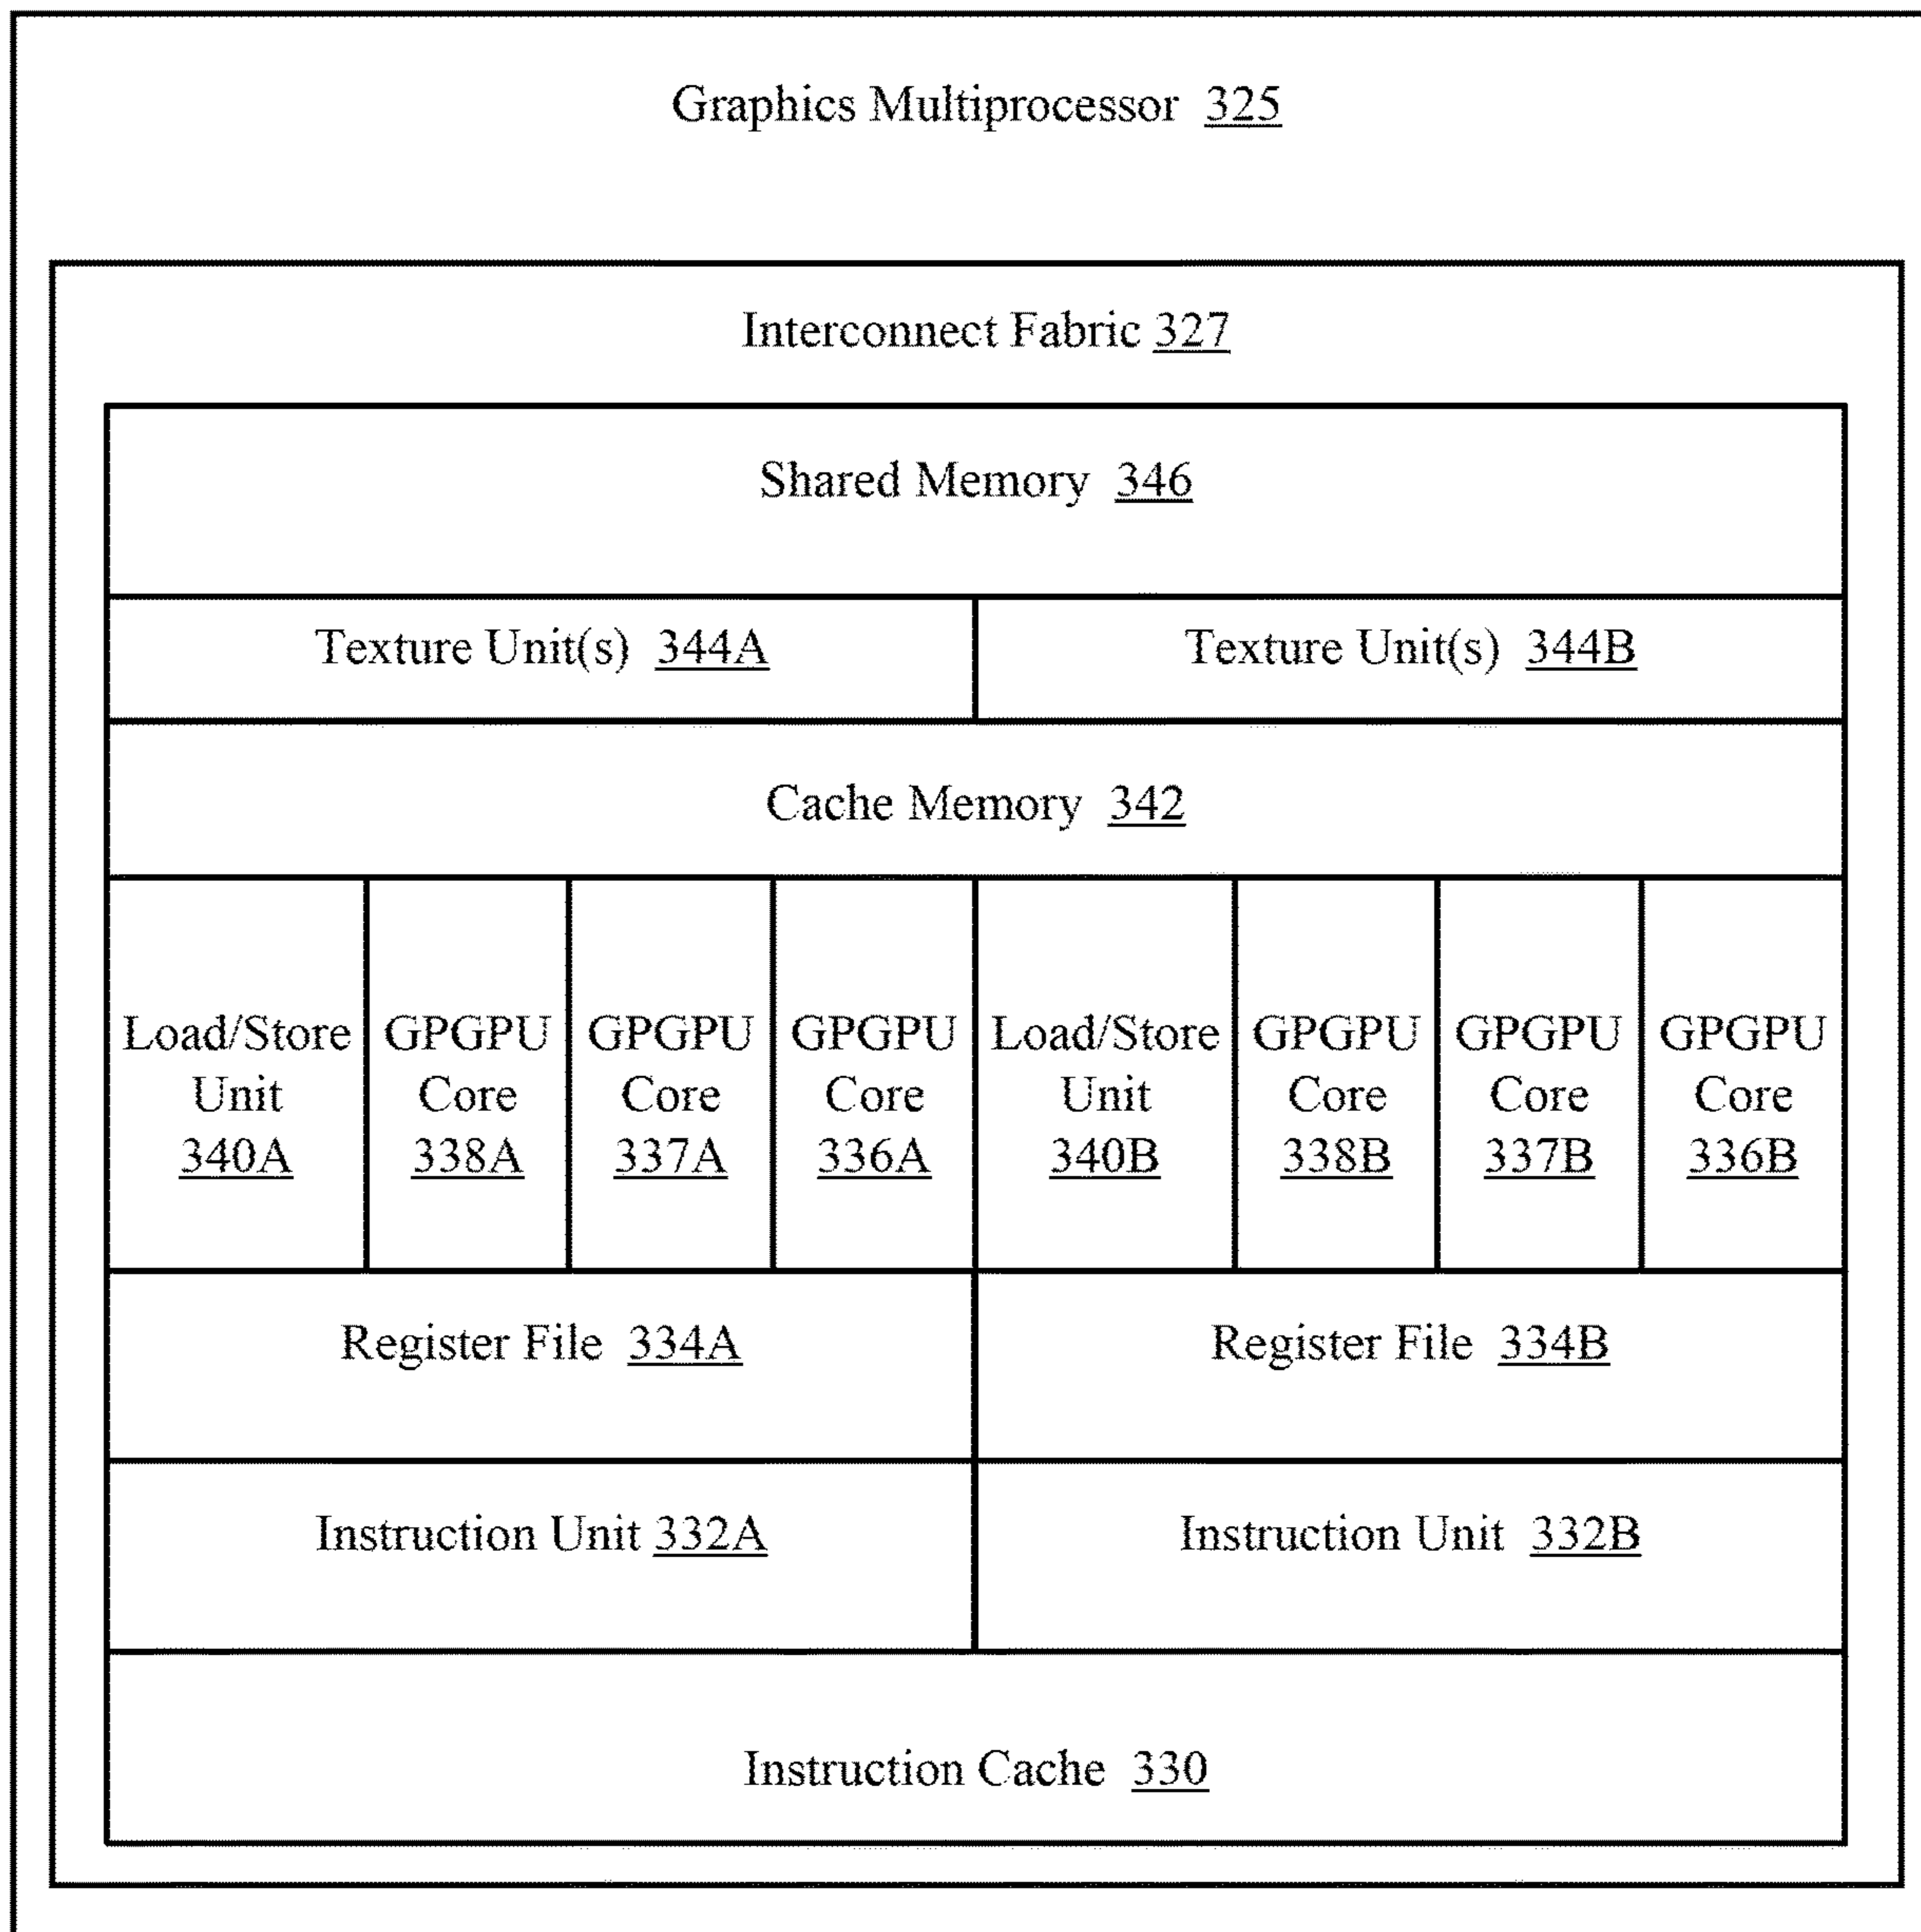 Graphics Multiprocessor 325
Interconnect Fabric 327
Shared Memory 346
Texture Unit(s) 344A
Texture Unit(s) 344B
Cache Memory 342
Load/Store
Unit
340A
GPGPU
Core
338A
GPGPU
Core
337A
GPGPU
Core
336A
Load/Store
Unit
340B
GPGPU
Core
338B
GPGPU
Core
337B
GPGPU
Core
336B
Register File 334A
Register File 334B
Instruction Unit 332A
Instruction Unit 332B
Instruction Cache 330